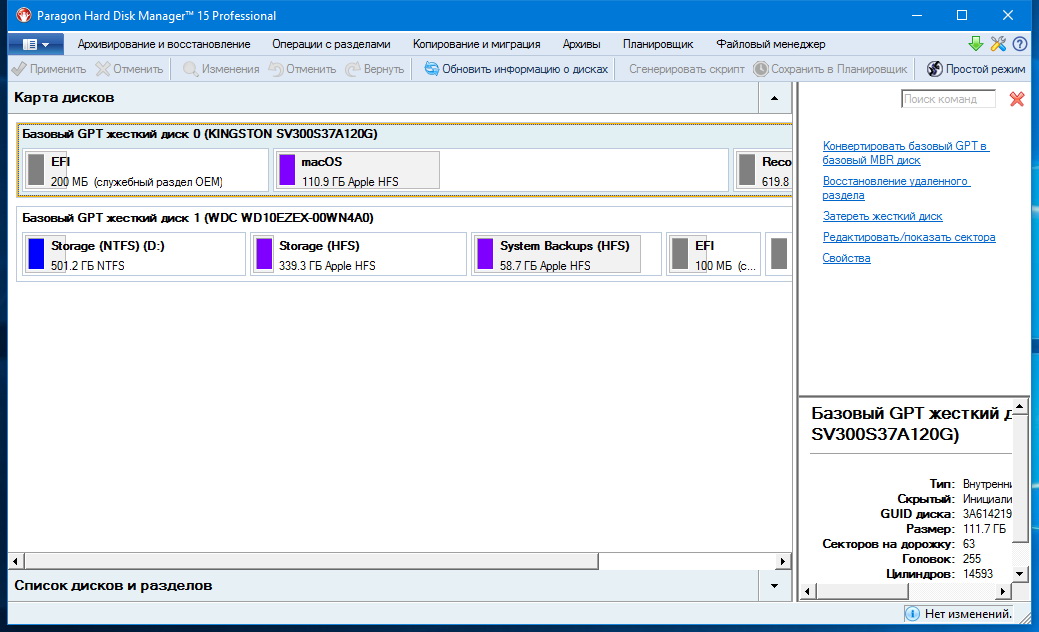 Paragon Hard Disk Manager™ 15 Professional
Архивирование и восстановление Операции с разделами Копирование и миграция Архивы Планировщик Файловый менеджер
Применить Отменить Изменения Отменить Вернуть Обновить информацию о дисках Сгенерировать скрипт Сохранить в Планировщик Простой режим
Карта дисков
Поиск команд
Базовый GPT жесткий диск 0 (KINGSTON SV300S37A120G)
EFI
200 МБ (служебный раздел OEM)
macOS
110.9 ГБ Apple HFS
Reco
619.8
Базовый GPT жесткий диск 1 (WDC WD10EZEX-00WN4A0)
Storage (NTFS) (D:)
501.2 ГБ NTFS
Storage (HFS)
339.3 ГБ Apple HFS
System Backups (HFS)
58.7 ГБ Apple HFS
EFI
100 МБ (с...
Конвертировать базовый GPT в
базовый MBR диск
Восстановление удаленного
раздела
Затереть жесткий диск
Редактировать/показать сектора
Свойства
Базовый GPT жесткий д
SV300S37A120G)
Тип: Внутренни
Скрытый: Инициали
GUID диска: 3A614219
Размер: 111.7 ГБ
Секторов на дорожку: 63
Головок: 255
Цилиндров: 14593
Список дисков и разделов
Нет изменений.